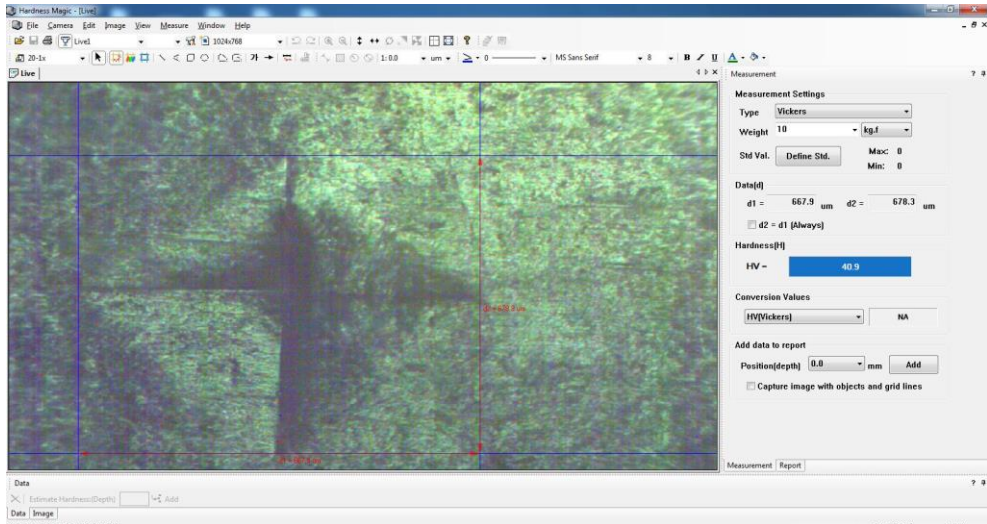 Hardness Magic - [Live]
File Camera Edit Image View Measure Window Help
Live1 1024x768
20-1x 1:0.0 um 0 MS Sans Serif 8 B I U A
Live
Measurement
Measurement Settings
Type Vickers
Weight 10 kg.f
Std Val. Define Std. Max: 0
Min: 0
Data(d)
d1 = 667.9 um d2 = 678.3 um
d2 = d1 (Always)
Hardness(H)
HV = 40.9
Conversion Values
HV(Vickers) NA
Add data to report
Position(depth) 0.0 mm Add
Capture image with objects and grid lines
Measurement Report
Data
Estimate Hardness:(Depth) Add
Data Image